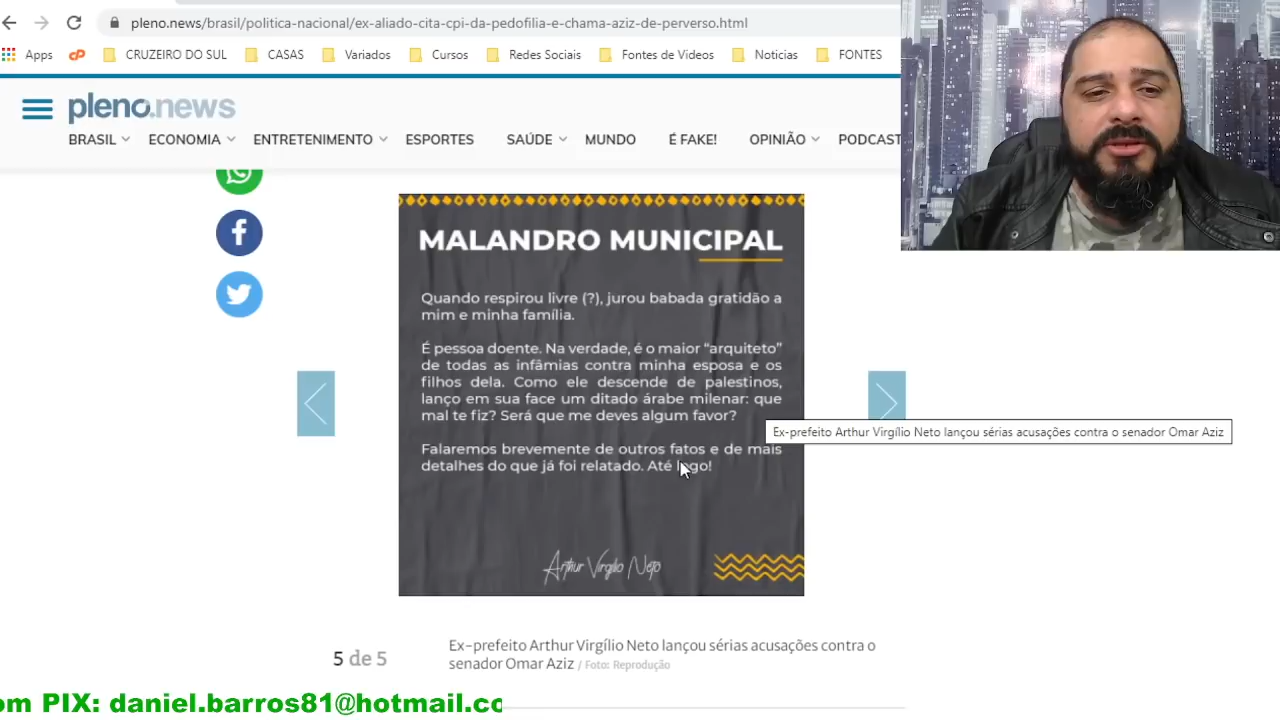 pleno.news/brasil/politica-nacional/ex-aliado-cita-cpi-da-pedofilia-e-chama-aziz-de-perverso.html
Apps CRUZEIRO DO SUL CASAS Variados Cursos Redes Sociais Fontes de Vídeos Noticias FONTES
pleno.news
BRASIL ECONOMIA ENTRETENIMENTO ESPORTES SAÚDE MUNDO É FAKE! OPINIÃO PODCAST
MALANDRO MUNICIPAL
Quando respirou livre (?), jurou babada gratidão a
mim e minha família.
É pessoa doente. Na verdade, é o maior “arquiteto”
de todas as infâmias contra minha esposa e os
filhos dela. Como ele descende de palestinos,
lanço em sua face um ditado árabe milenar: que
mal te fiz? Será que me deves algum favor?
Ex-prefeito Arthur Virgílio Neto lançou sérias acusações contra o senador Omar Aziz
Falaremos brevemente de outros fatos e de mais
detalhes do que já foi relatado. Até logo!
Arthur Virgílio Neto
5 de 5
Ex-prefeito Arthur Virgílio Neto lançou sérias acusações contra o
senador Omar Aziz / Foto: Reprodução
om PIX: daniel.barros81@hotmail.cc